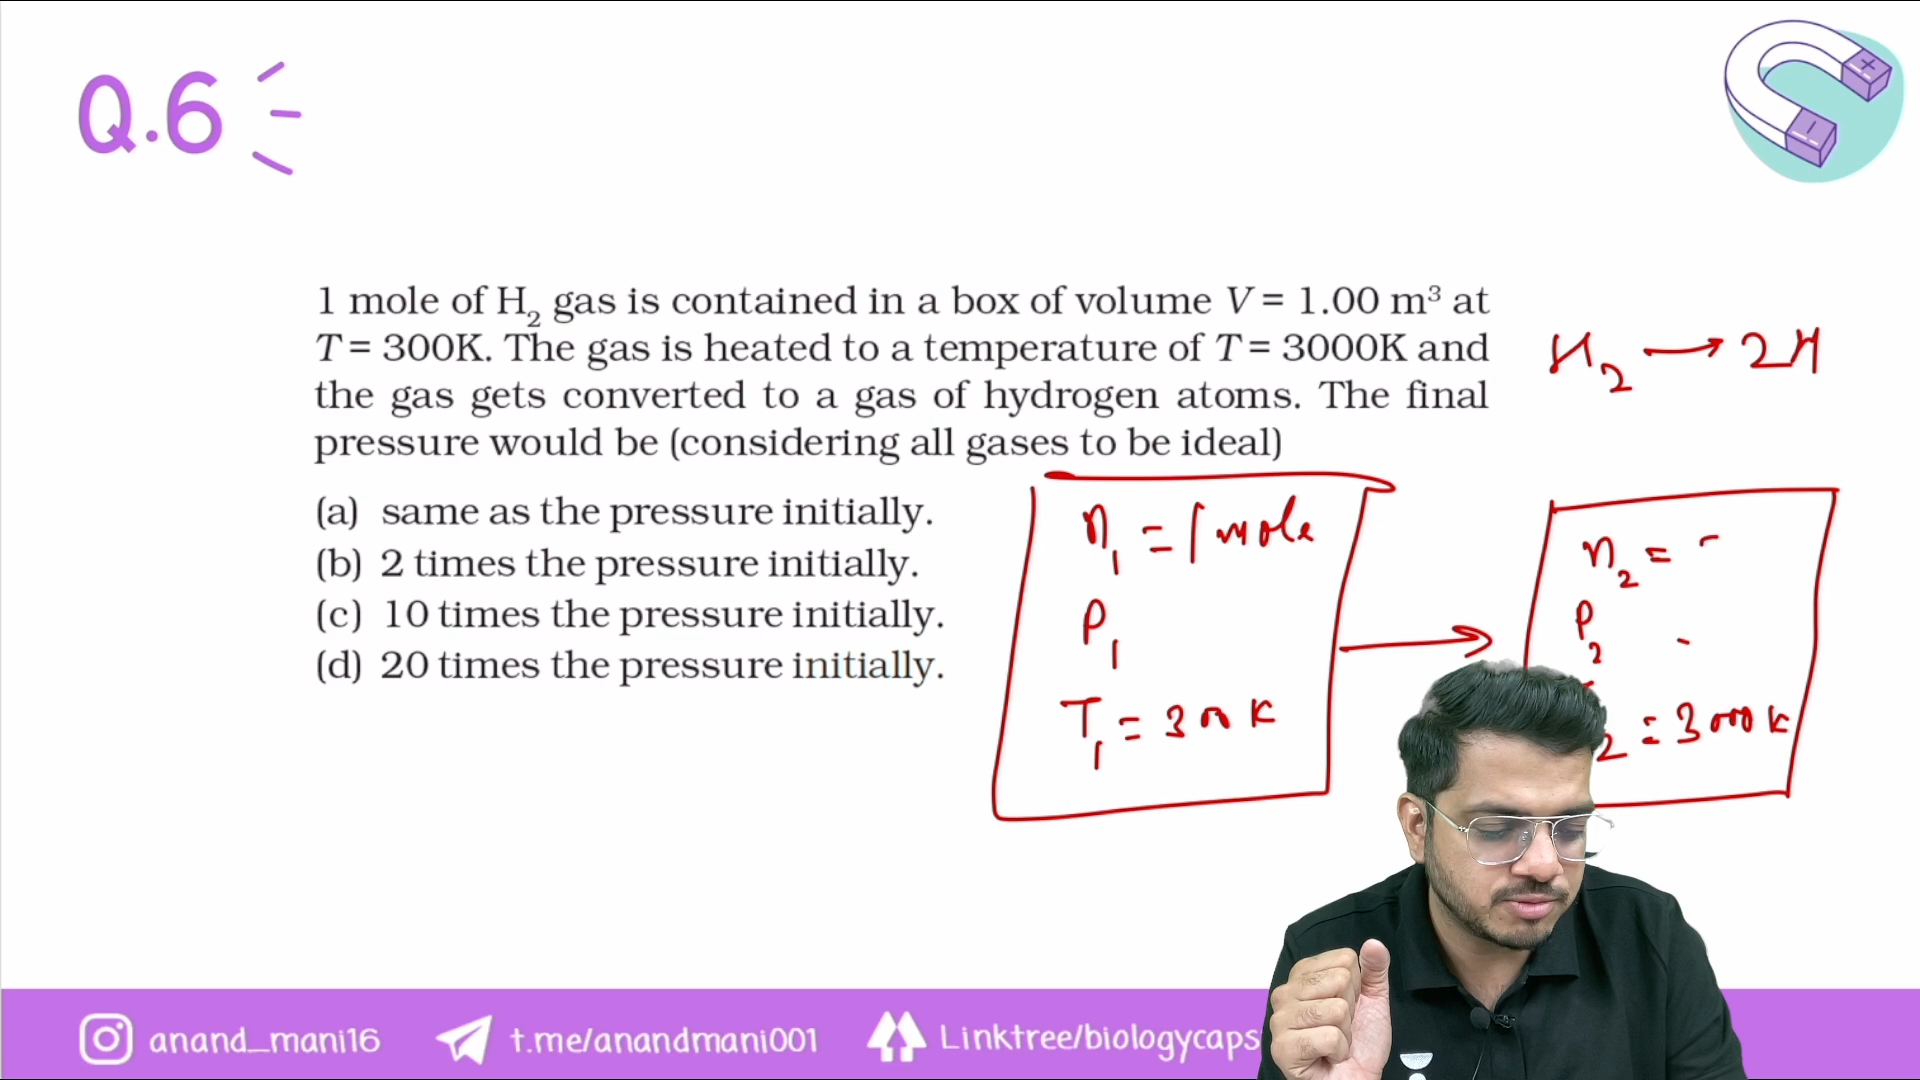 Q.6
1 mole of H₂ gas is contained in a box of volume V = 1.00 m³ at
T = 300K. The gas is heated to a temperature of T = 3000K and
the gas gets converted to a gas of hydrogen atoms. The final
pressure would be (considering all gases to be ideal)
H₂ → 2H
(a) same as the pressure initially.
(b) 2 times the pressure initially.
(c) 10 times the pressure initially.
(d) 20 times the pressure initially.
n₁ = 1 mole
P₁
T₁ = 300 K
n₂ =
P₂
₂ = 3000 K
anand_mani16
t.me/anandmani001
Linktree/biologycaps